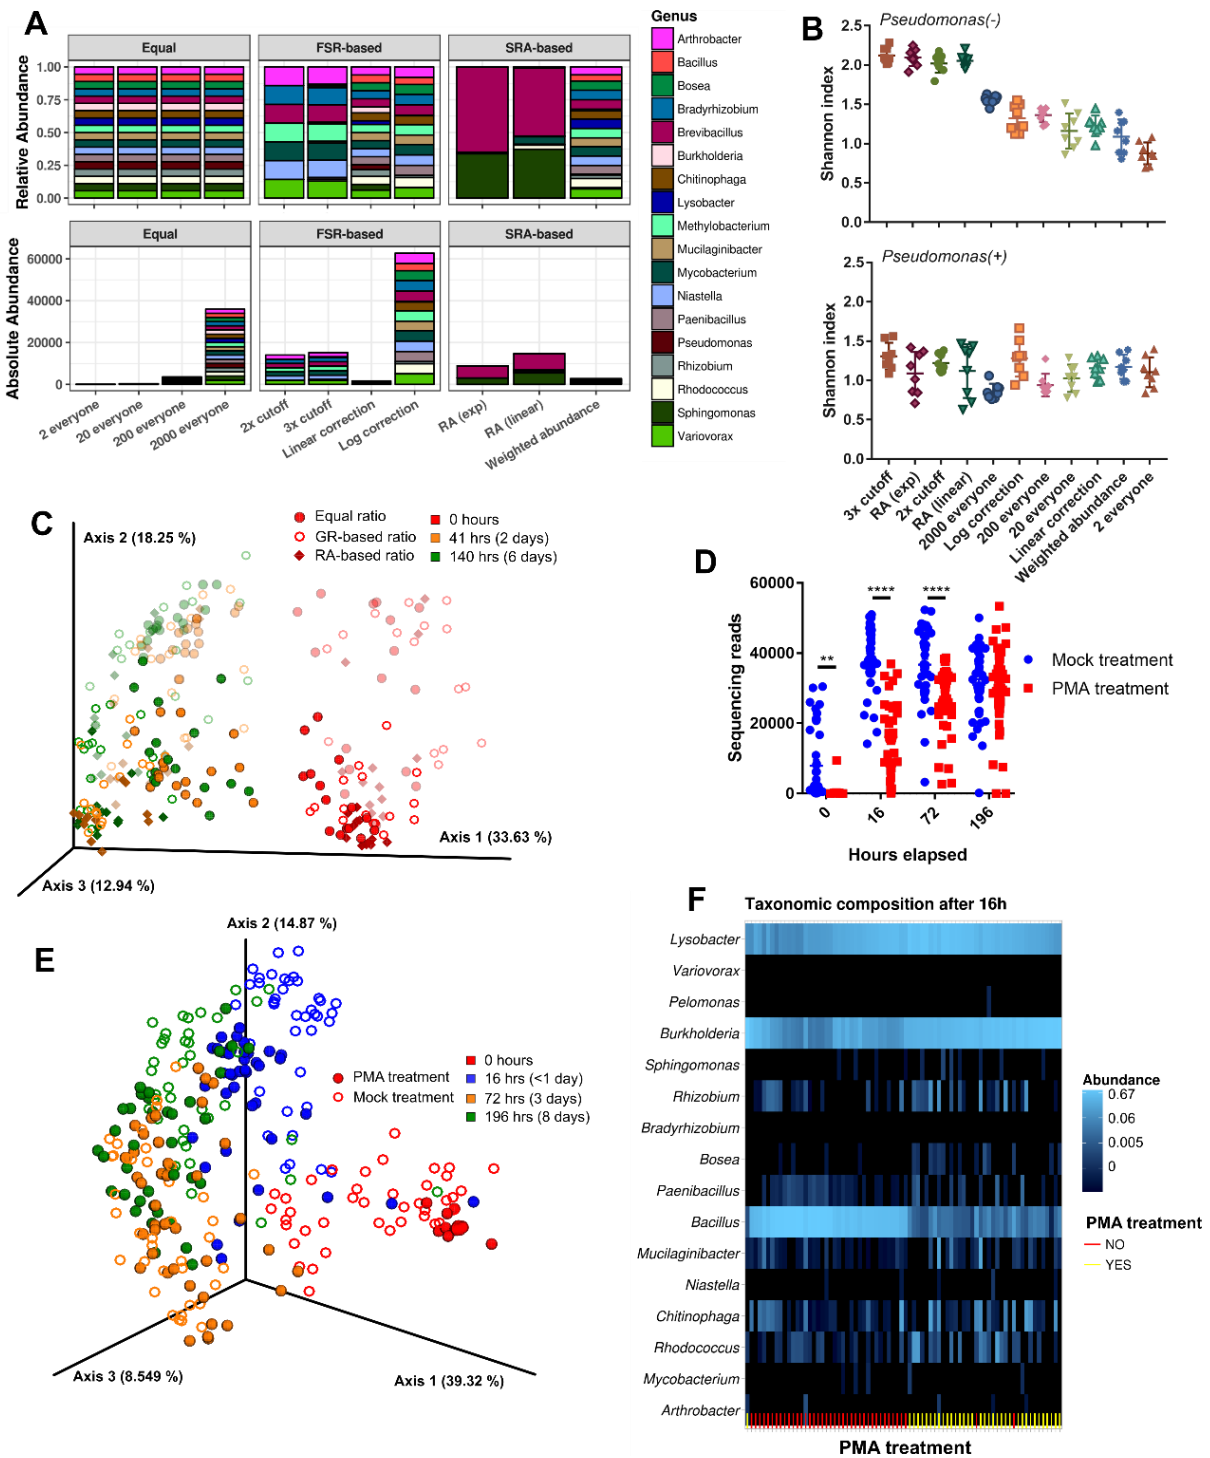 A
Equal
FSR-based
SRA-based
Relative Abundance
1.00
0.75
0.50
0.25
0.00
Equal
FSR-based
SRA-based
Absolute Abundance
60000
40000
20000
0
2 everyone
20 everyone
200 everyone
2000 everyone
2x cutoff
3x cutoff
Linear correction
Log correction
RA (exp)
RA (linear)
Weighted abundance
Genus
Arthrobacter
Bacillus
Bosea
Bradyrhizobium
Brevibacillus
Burkholderia
Chitinophaga
Lysobacter
Methylobacterium
Mucilaginibacter
Mycobacterium
Niastella
Paenibacillus
Pseudomonas
Rhizobium
Rhodococcus
Sphingomonas
Variovorax
B
Pseudomonas(-)
Shannon index
2.5
2.0
1.5
1.0
0.5
0.0
Pseudomonas(+)
Shannon index
2.5
2.0
1.5
1.0
0.5
0.0
3x cutoff
RA (exp)
2x cutoff
RA (linear)
2000 everyone
Log correction
200 everyone
20 everyone
Linear correction
Weighted abundance
2 everyone
C
Axis 2 (18.25 %)
Equal ratio
GR-based ratio
RA-based ratio
0 hours
41 hrs (2 days)
140 hrs (6 days)
Axis 1 (33.63 %)
Axis 3 (12.94 %)
D
Sequencing reads
60000
40000
20000
0
**
****
****
0
16
72
196
Hours elapsed
Mock treatment
PMA treatment
E
Axis 2 (14.87 %)
PMA treatment
Mock treatment
0 hours
16 hrs (<1 day)
72 hrs (3 days)
196 hrs (8 days)
Axis 3 (8.549 %)
Axis 1 (39.32 %)
F
Taxonomic composition after 16h
Lysobacter
Variovorax
Pelomonas
Burkholderia
Sphingomonas
Rhizobium
Bradyrhizobium
Bosea
Paenibacillus
Bacillus
Mucilaginibacter
Niastella
Chitinophaga
Rhodococcus
Mycobacterium
Arthrobacter
PMA treatment
Abundance
0.67
0.06
0.005
0
PMA treatment
NO
YES